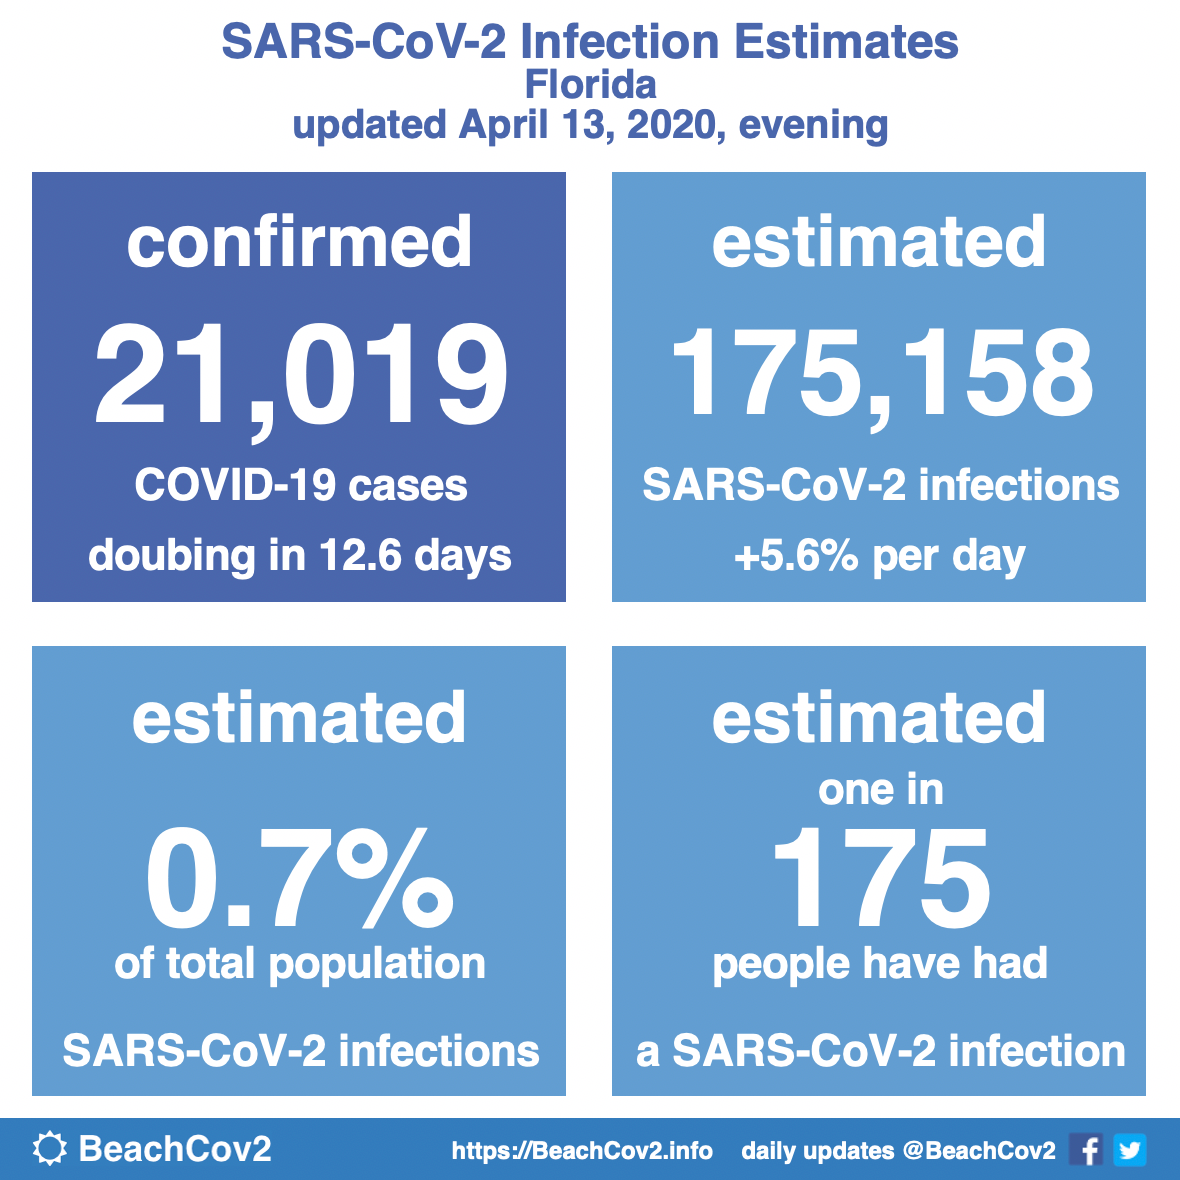 SARS-CoV-2 Infection Estimates
Florida
updated April 13, 2020, evening
confirmed
21,019
COVID-19 cases
doubing in 12.6 days
estimated
175,158
SARS-CoV-2 infections
+5.6% per day
estimated
0.7%
of total population
SARS-CoV-2 infections
estimated
one in
175
people have had
a SARS-CoV-2 infection
BeachCov2
https://BeachCov2.info daily updates @BeachCov2